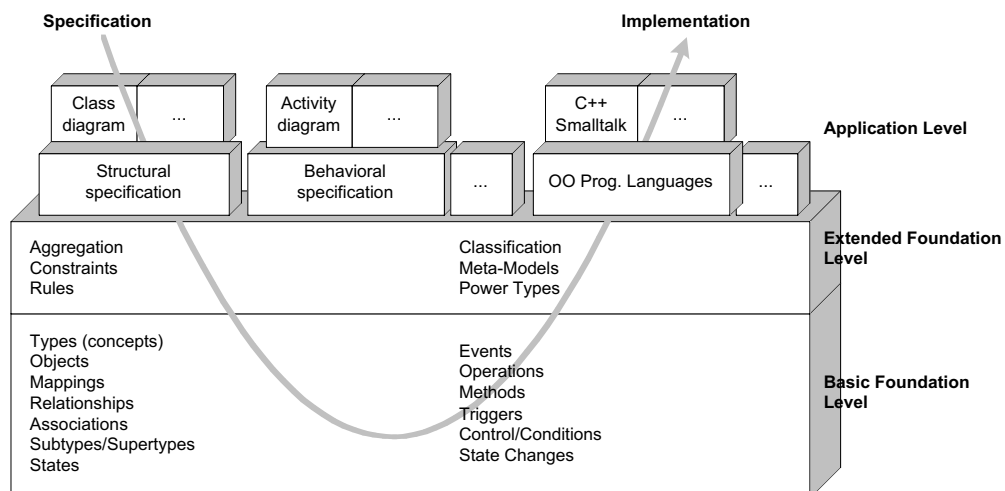 Specification
Implementation
Class
diagram
...
Activity
diagram
...
C++
Smalltalk
...
Application Level
Structural
specification
Behavioral
specification
...
OO Prog. Languages
...
Extended Foundation
Level
Aggregation
Constraints
Rules
Classification
Meta-Models
Power Types
Types (concepts)
Objects
Mappings
Relationships
Associations
Subtypes/Supertypes
States
Events
Operations
Methods
Triggers
Control/Conditions
State Changes
Basic Foundation
Level